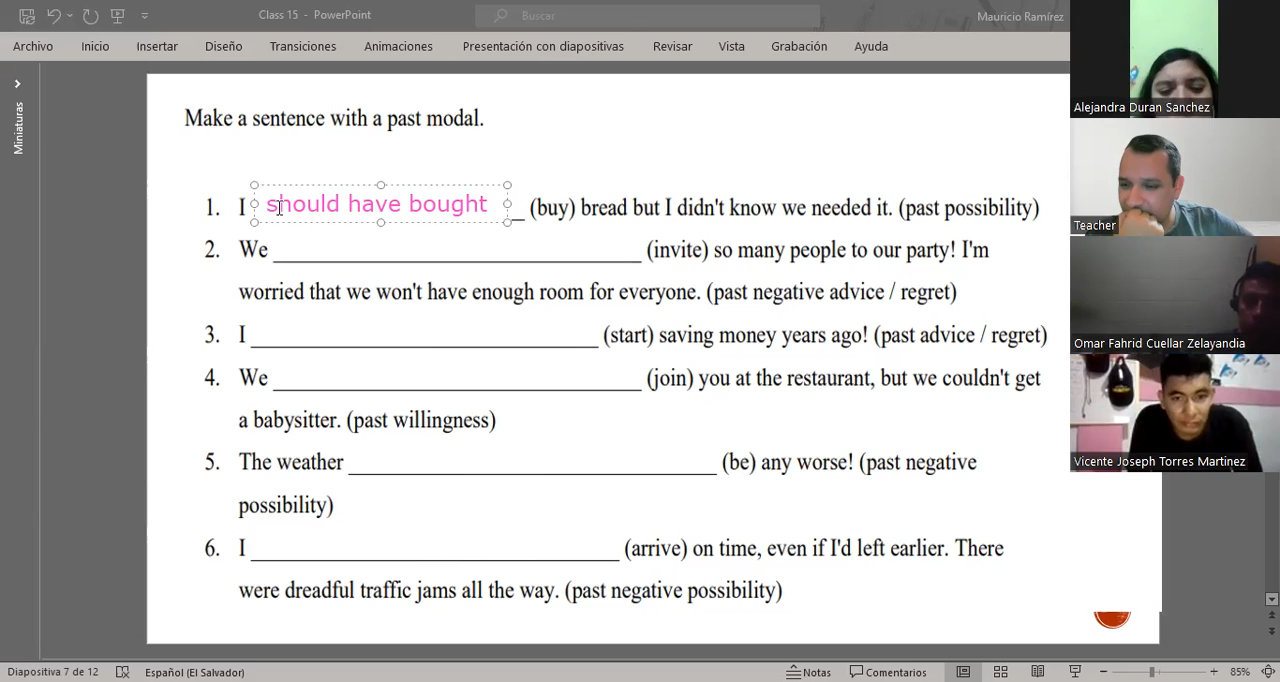 Class 15 - PowerPoint
Buscar
Mauricio Ramírez
Archivo Inicio Insertar Diseño Transiciones Animaciones Presentación con diapositivas Revisar Vista Grabación Ayuda
Miniaturas
Make a sentence with a past modal.
1. I should have bought _ (buy) bread but I didn't know we needed it. (past possibility)
2. We ____________________ (invite) so many people to our party! I'm
worried that we won't have enough room for everyone. (past negative advice / regret)
3. I ____________________ (start) saving money years ago! (past advice / regret)
4. We ____________________ (join) you at the restaurant, but we couldn't get
a babysitter. (past willingness)
5. The weather ____________________ (be) any worse! (past negative
possibility)
6. I ____________________ (arrive) on time, even if I'd left earlier. There
were dreadful traffic jams all the way. (past negative possibility)
Alejandra Duran Sanchez
Teacher
Omar Fahrid Cuellar Zelayandia
Vicente Joseph Torres Martinez
Diapositiva 7 de 12 Español (El Salvador) Notas Comentarios 85%